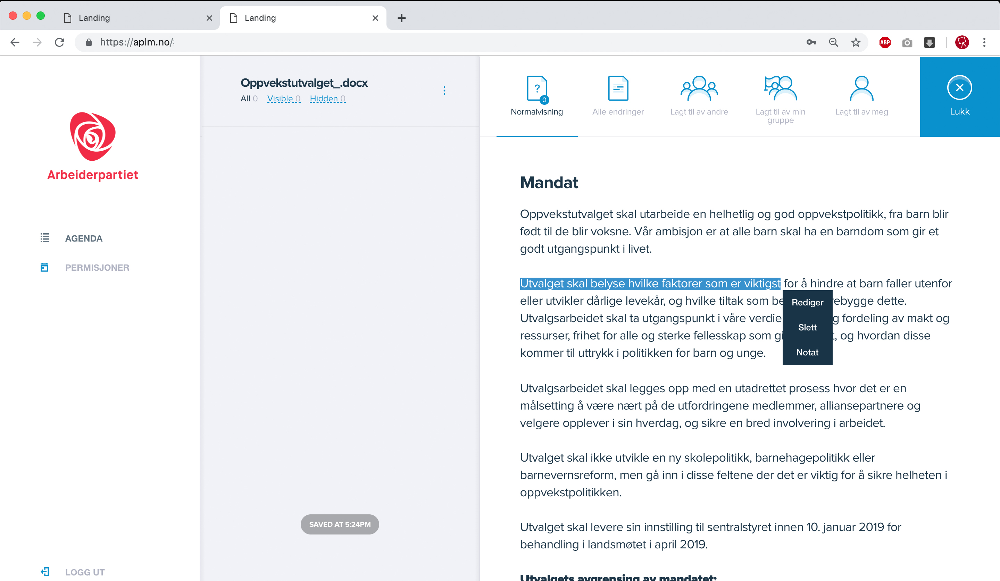 Landing
Landing
https://aplm.no/
ABP
Arbeiderpartiet
AGENDA
PERMISJONER
LOGG UT
Oppvekstutvalget_.docx
All 0 Visible 0 Hidden 0
SAVED AT 5:24PM
?
0
Normalvisning
Alle endringer
Lagt til av andre
Lagt til av min
gruppe
Lagt til av meg
Lukk
Mandat
Oppvekstutvalget skal utarbeide en helhetlig og god oppvekstpolitikk, fra barn blir
født til de blir voksne. Vår ambisjon er at alle barn skal ha en barndom som gir et
godt utgangspunkt i livet.
Utvalget skal belyse hvilke faktorer som er viktigst for å hindre at barn faller utenfor
eller utvikler dårlige levekår, og hvilke tiltak som be rebygge dette.
Utvalgsarbeidet skal ta utgangspunkt i våre verdie g fordeling av makt og
ressurser, frihet for alle og sterke fellesskap som gi t, og hvordan disse
kommer til uttrykk i politikken for barn og unge.
Rediger
Slett
Notat
Utvalgsarbeidet skal legges opp med en utadrettet prosess hvor det er en
målsetting å være nært på de utfordringene medlemmer, alliansepartnere og
velgere opplever i sin hverdag, og sikre en bred involvering i arbeidet.
Utvalget skal ikke utvikle en ny skolepolitikk, barnehagepolitikk eller
barnevernsreform, men gå inn i disse feltene der det er viktig for å sikre helheten i
oppvekstpolitikken.
Utvalget skal levere sin innstilling til sentralstyret innen 10. januar 2019 for
behandling i landsmøtet i april 2019.
Utvalgets avgrensing av mandatet: